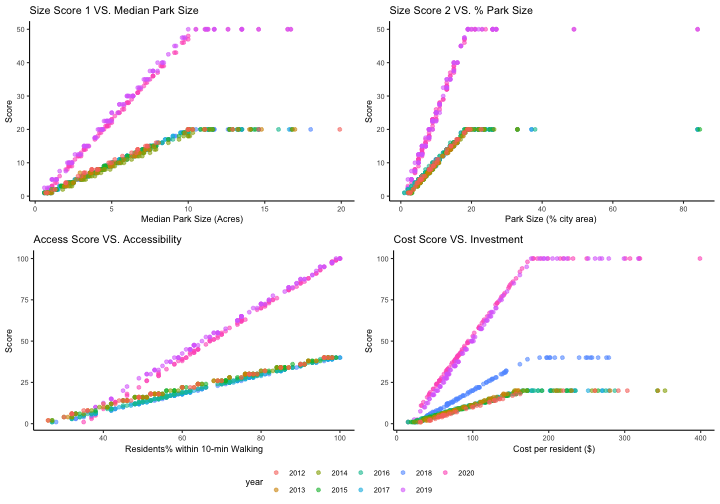 Size Score 1 VS. Median Park Size
50
40
30
20
10
0
Score
0 5 10 15 20
Median Park Size (Acres)
Size Score 2 VS. % Park Size
50
40
30
20
10
0
Score
0 20 40 60 80
Park Size (% city area)
Access Score VS. Accessibility
100
75
50
25
0
Score
40 60 80 100
Residents% within 10-min Walking
Cost Score VS. Investment
100
75
50
25
0
Score
0 100 200 300 400
Cost per resident ($)
year
2012 2014 2016 2018 2020
2013 2015 2017 2019